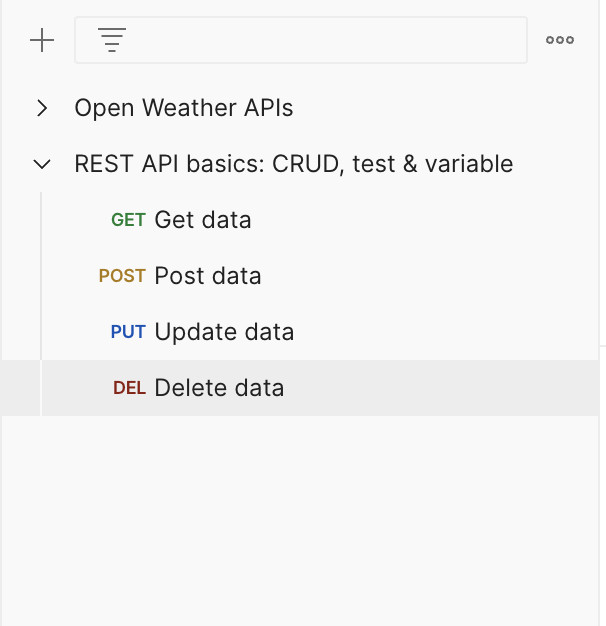 Open Weather APIs
REST API basics: CRUD, test & variable
GET Get data
POST Post data
PUT Update data
DEL Delete data